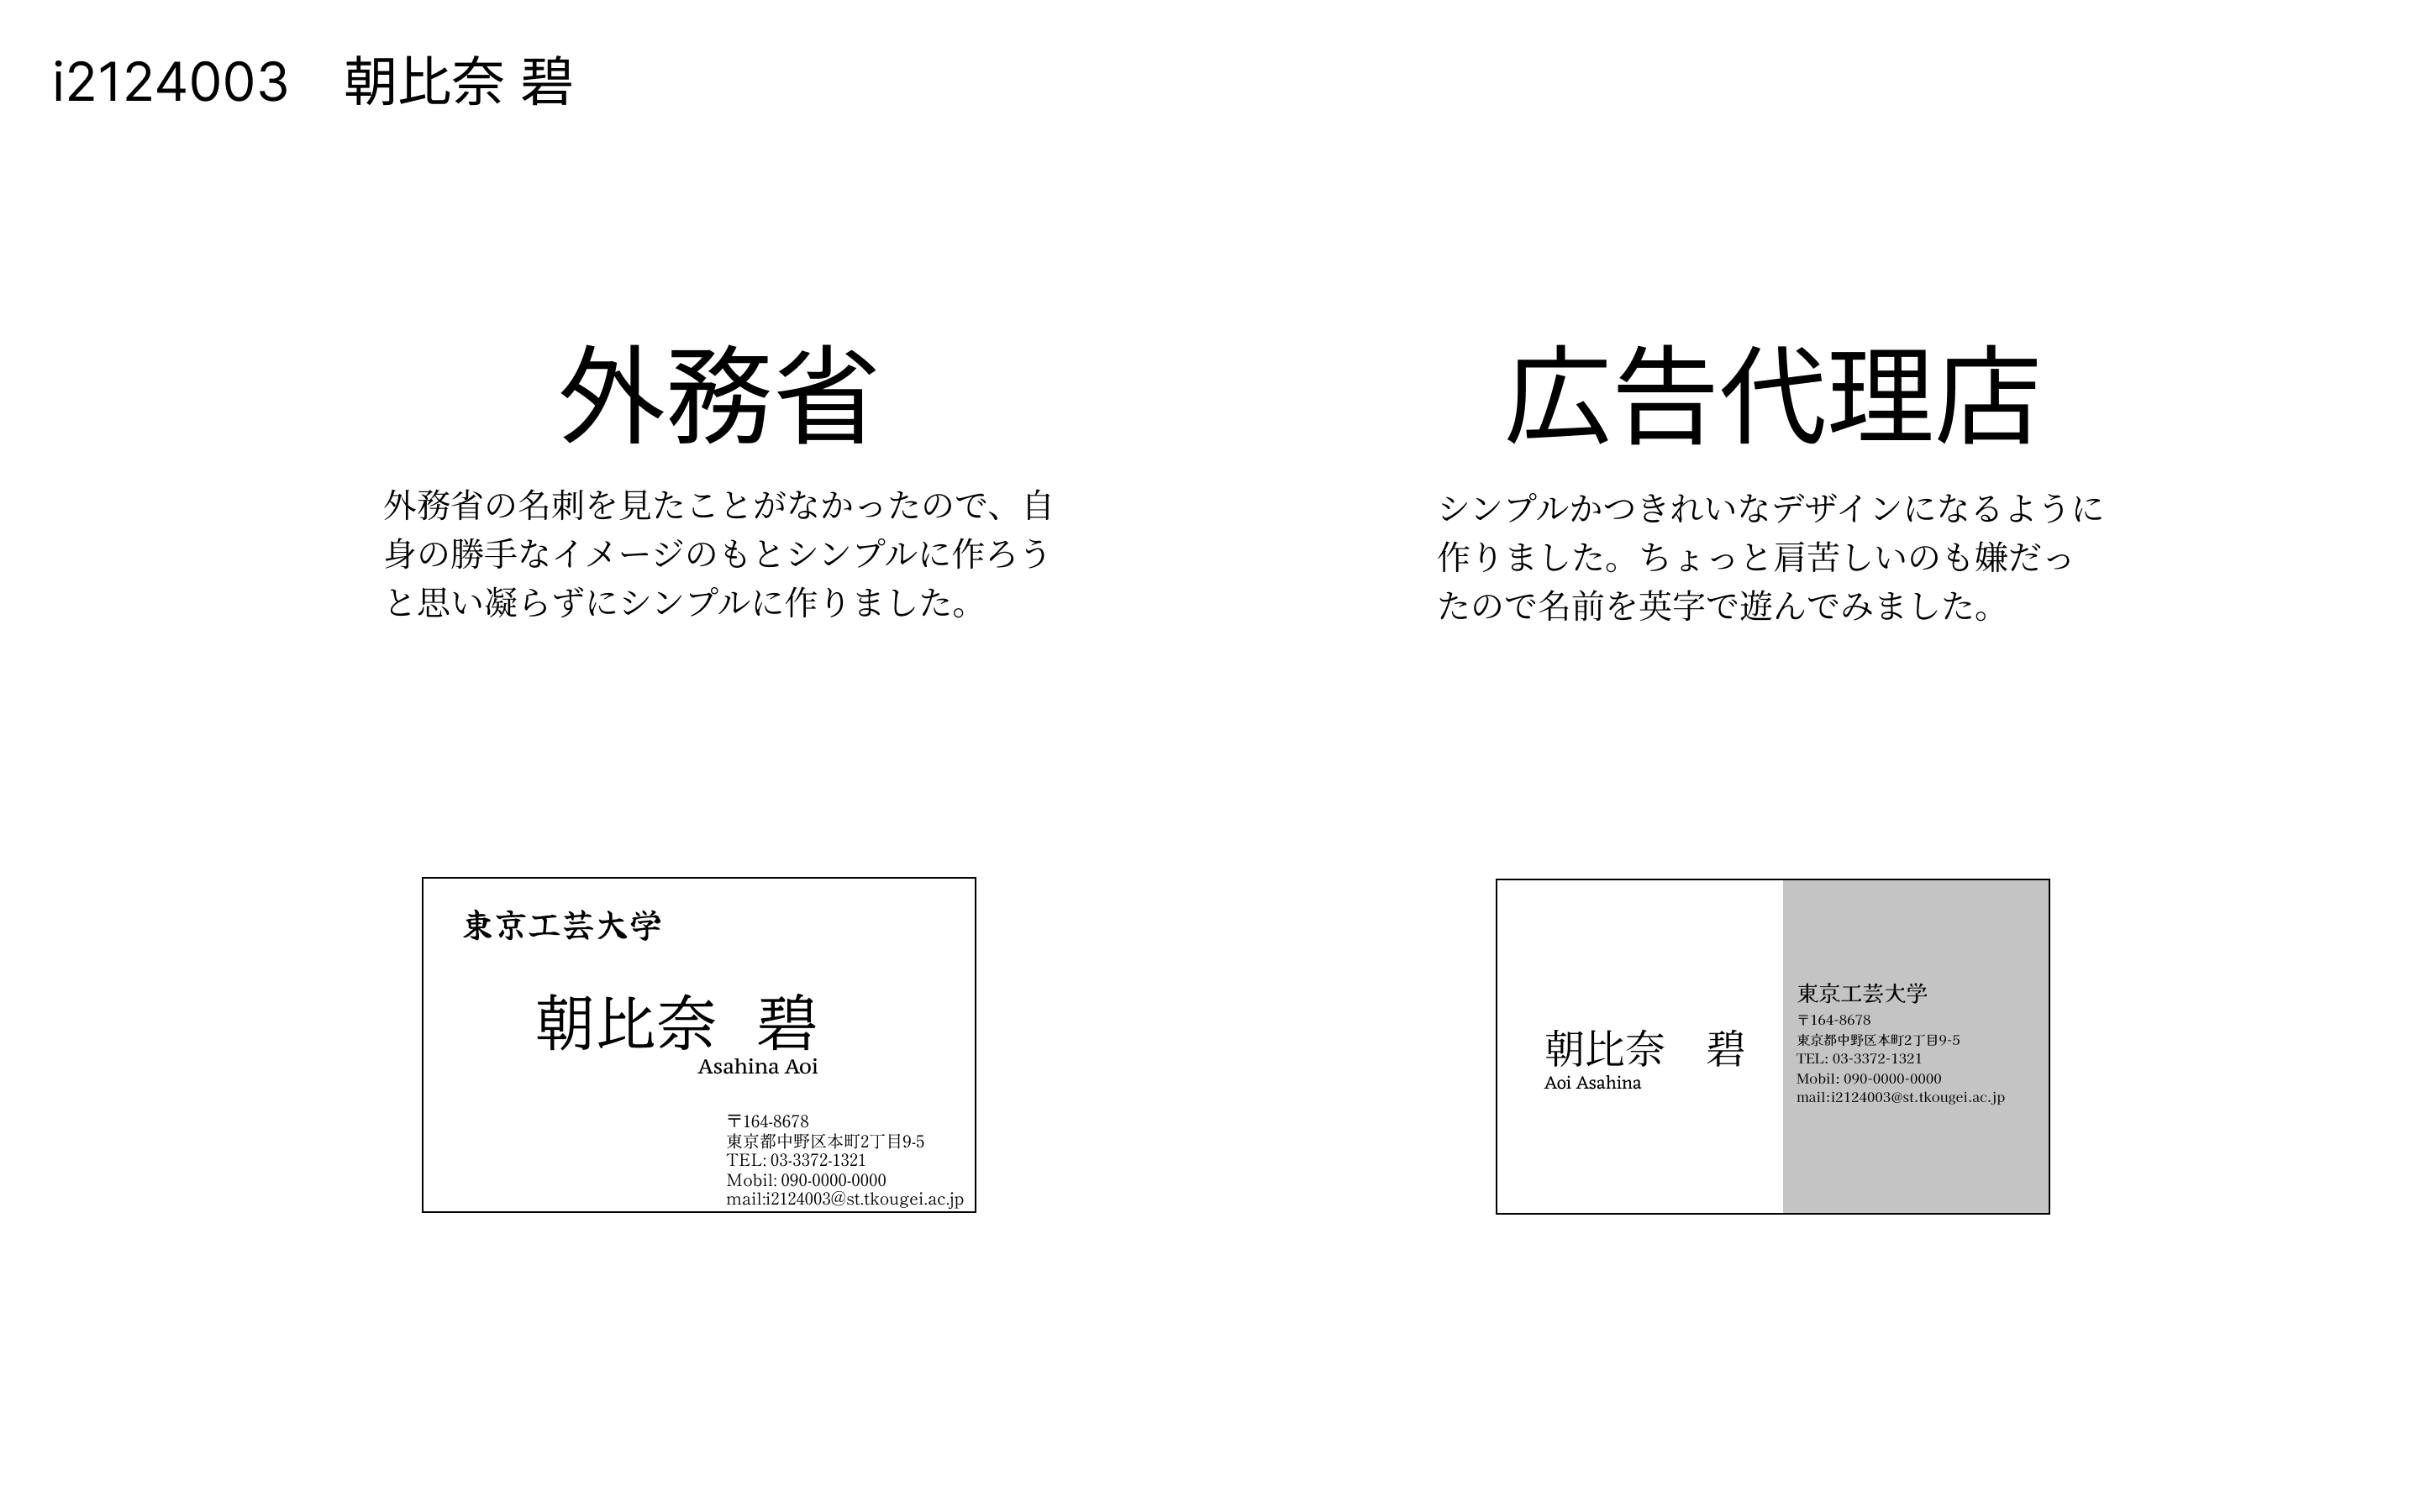 i2124003　朝比奈 碧
外務省
外務省の名刺を見たことがなかったので、自
身の勝手なイメージのもとシンプルに作ろう
と思い凝らずにシンプルに作りました。
東京工芸大学
朝比奈 碧
Asahina Aoi
〒164-8678
東京都中野区本町2丁目9-5
TEL: 03-3372-1321
Mobil: 090-0000-0000
mail:i2124003@st.tkougei.ac.jp
広告代理店
シンプルかつきれいなデザインになるように
作りました。ちょっと肩苦しいのも嫌だっ
たので名前を英字で遊んでみました。
朝比奈　碧
Aoi Asahina
東京工芸大学
〒164-8678
東京都中野区本町2丁目9-5
TEL: 03-3372-1321
Mobil: 090-0000-0000
mail:i2124003@st.tkougei.ac.jp